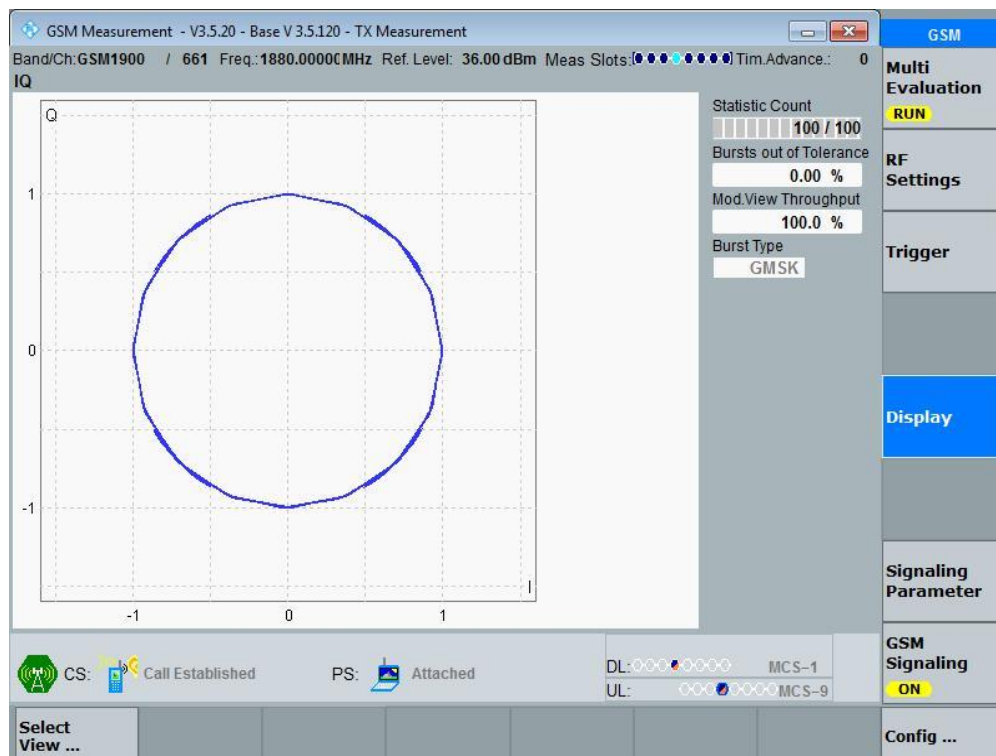 GSM Measurement - V3.5.20 - Base V 3.5.120 - TX Measurement
GSM
Band/Ch:GSM1900 / 661 Freq.:1880.0000 MHz Ref. Level: 36.00 dBm Meas Slots: Tim.Advance.: 0
IQ
Multi
Evaluation
RUN
Q
Statistic Count
100 / 100
Bursts out of Tolerance
0.00 %
Mod.View Throughput
100.0 %
Burst Type
GMSK
RF
Settings
Trigger
Display
1
0
-1
I
-1 0 1
Signaling
Parameter
GSM
Signaling
ON
CS: Call Established PS: Attached
DL: MCS-1
UL: MCS-9
Select
View ...
Config ...